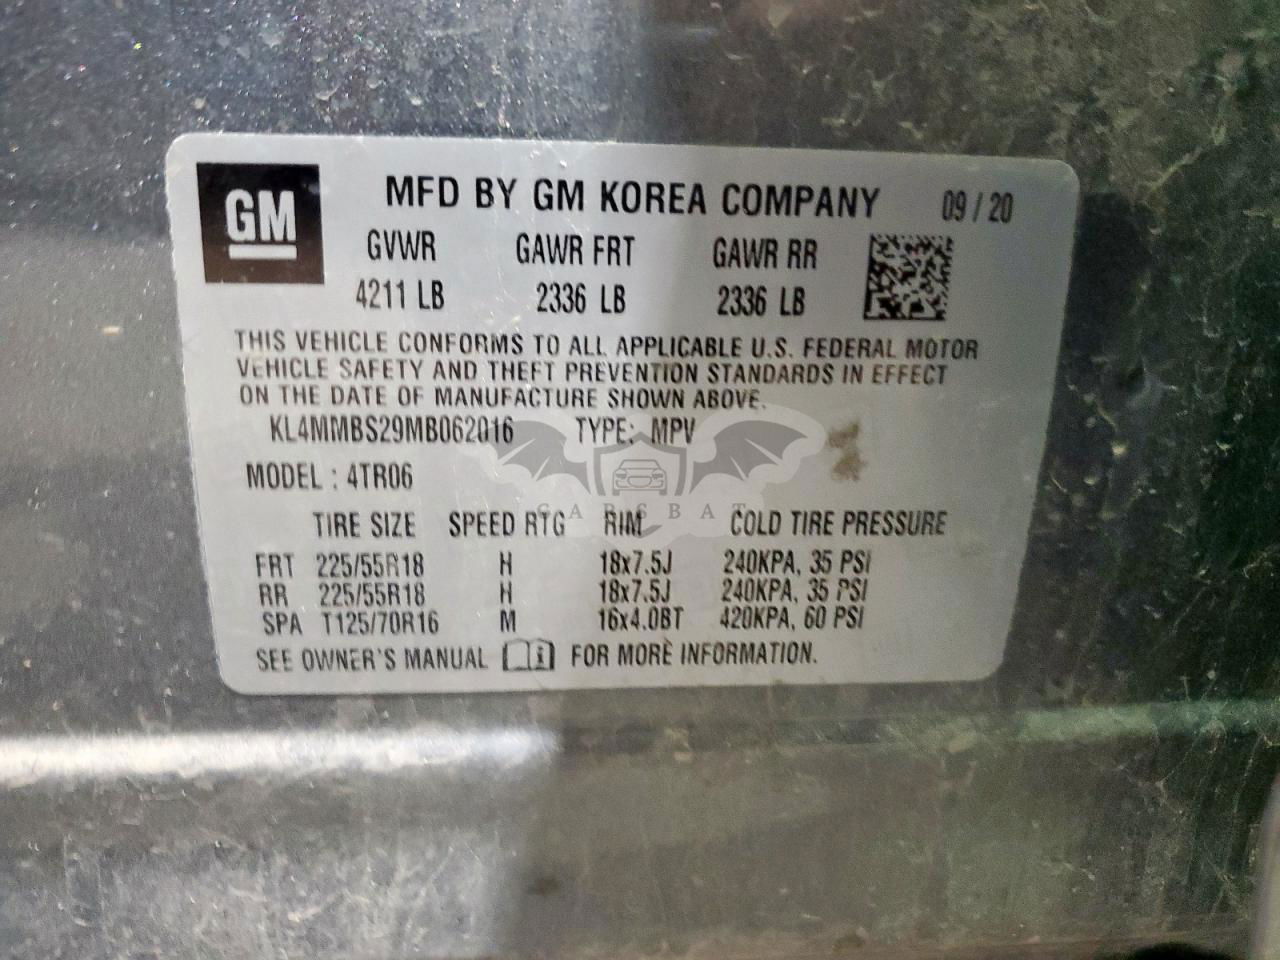 GM MFD BY GM KOREA COMPANY 09 / 20
GVWR GAWR FRT GAWR RR
4211 LB 2336 LB 2336 LB
THIS VEHICLE CONFORMS TO ALL APPLICABLE U.S. FEDERAL MOTOR
VEHICLE SAFETY AND THEFT PREVENTION STANDARDS IN EFFECT
ON THE DATE OF MANUFACTURE SHOWN ABOVE.
KL4MMBS29MB062016 TYPE: MPV
MODEL : 4TR06
CARSBAT
TIRE SIZE SPEED RTG RIM COLD TIRE PRESSURE
FRT 225/55R18 H 18x7.5J 240KPA, 35 PSI
RR 225/55R18 H 18x7.5J 240KPA, 35 PSI
SPA T125/70R16 M 16x4.0BT 420KPA, 60 PSI
SEE OWNER'S MANUAL FOR MORE INFORMATION.